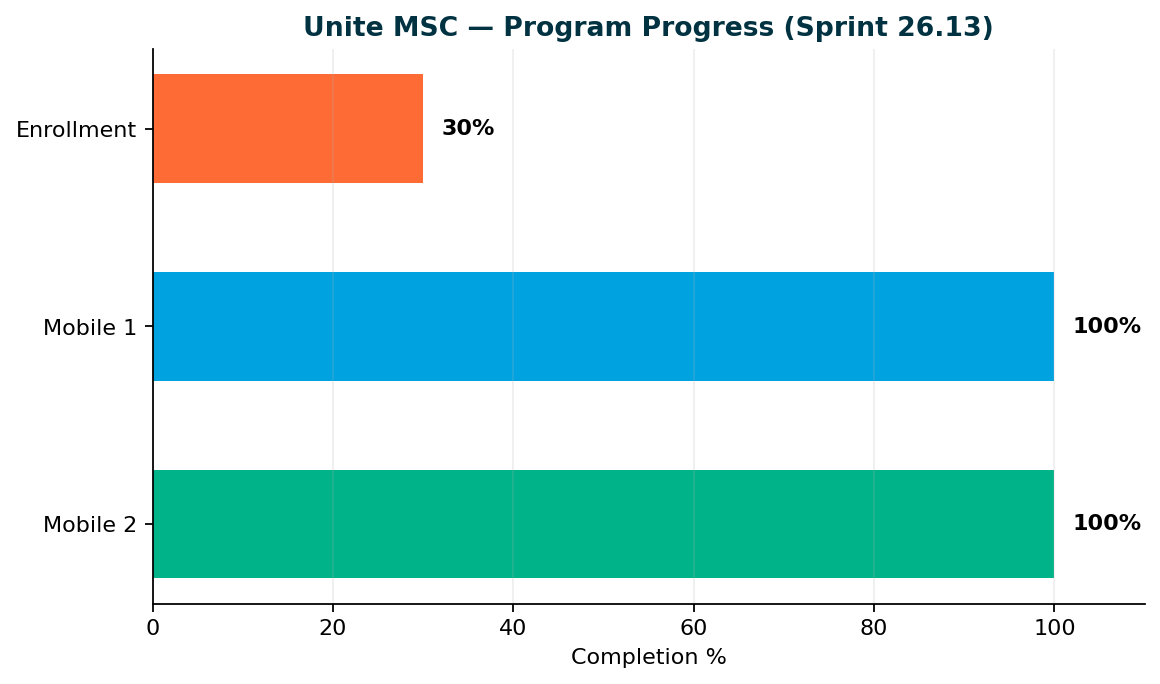 Unite MSC — Program Progress (Sprint 26.13)
Enrollment
30%
Mobile 1
100%
Mobile 2
100%
0 20 40 60 80 100
Completion %